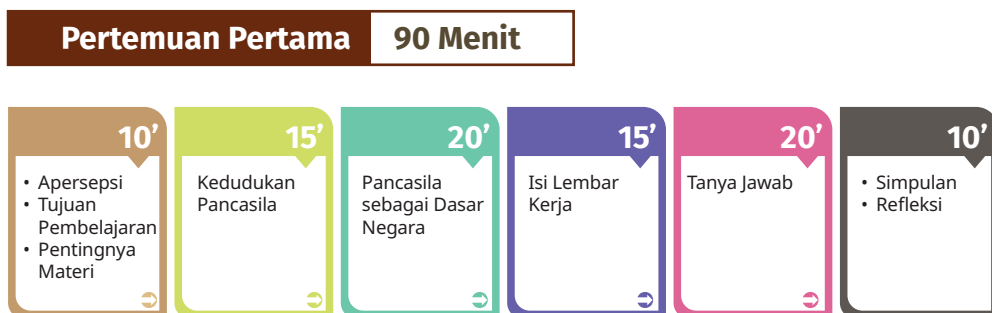 Pertemuan Pertama 90 Menit
10’
• Apersepsi
• Tujuan
Pembelajaran
• Pentingnya
Materi
15’
Kedudukan
Pancasila
20’
Pancasila
sebagai Dasar
Negara
15’
Isi Lembar
Kerja
20’
Tanya Jawab
10’
• Simpulan
• Refleksi